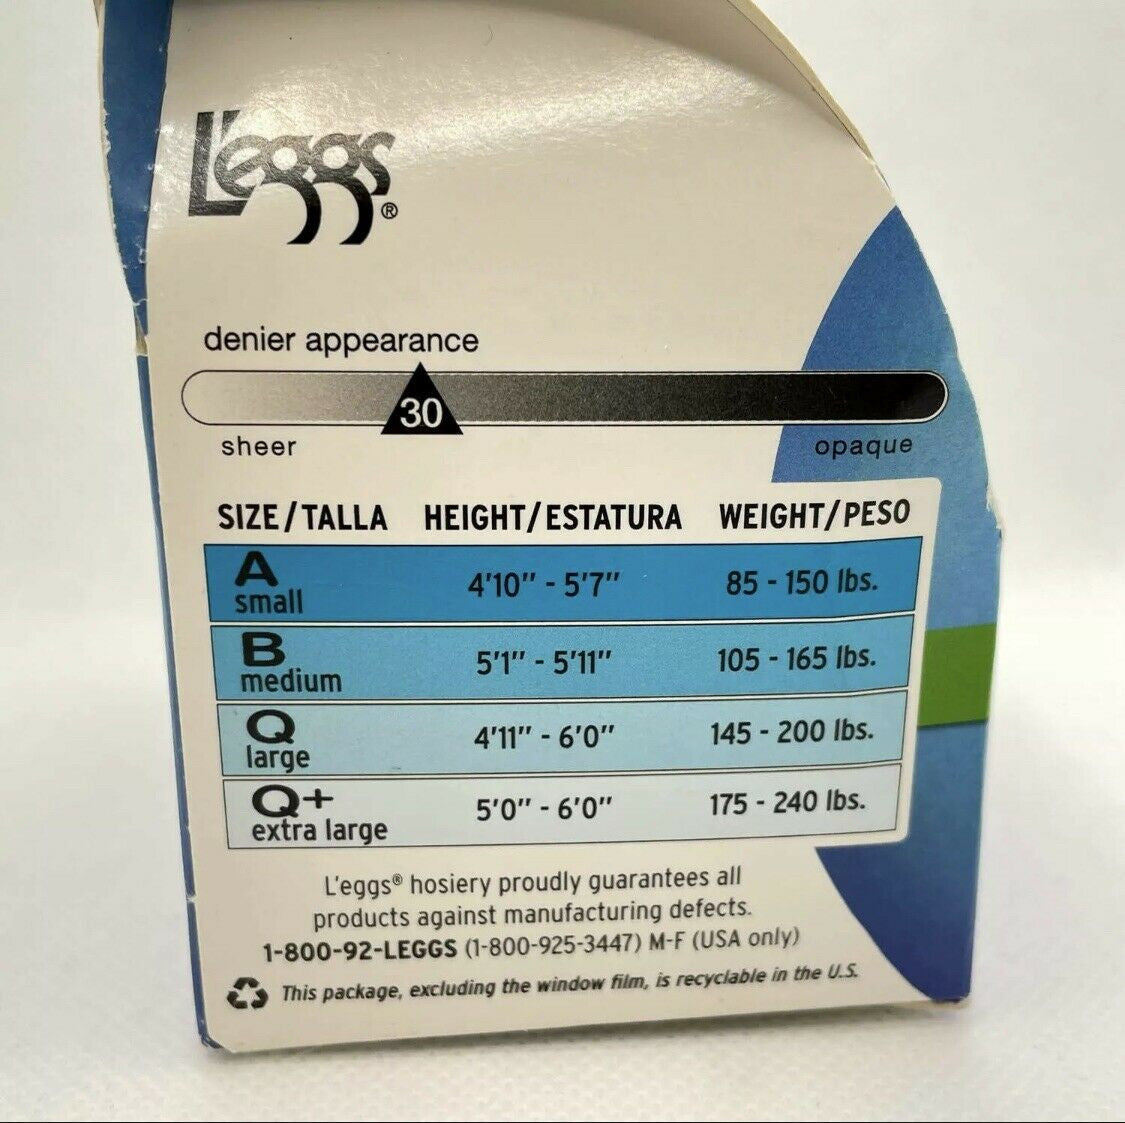 L'eggs®
denier appearance
30
sheer opaque
SIZE/TALLA HEIGHT/ESTATURA WEIGHT/PESO
A
small 4'10" - 5'7" 85 - 150 lbs.
B
medium 5'1" - 5'11" 105 - 165 lbs.
Q
large 4'11" - 6'0" 145 - 200 lbs.
Q+
extra large 5'0" - 6'0" 175 - 240 lbs.
L'eggs® hosiery proudly guarantees all
products against manufacturing defects.
1-800-92-LEGGS (1-800-925-3447) M-F (USA only)
This package, excluding the window film, is recyclable in the U.S.